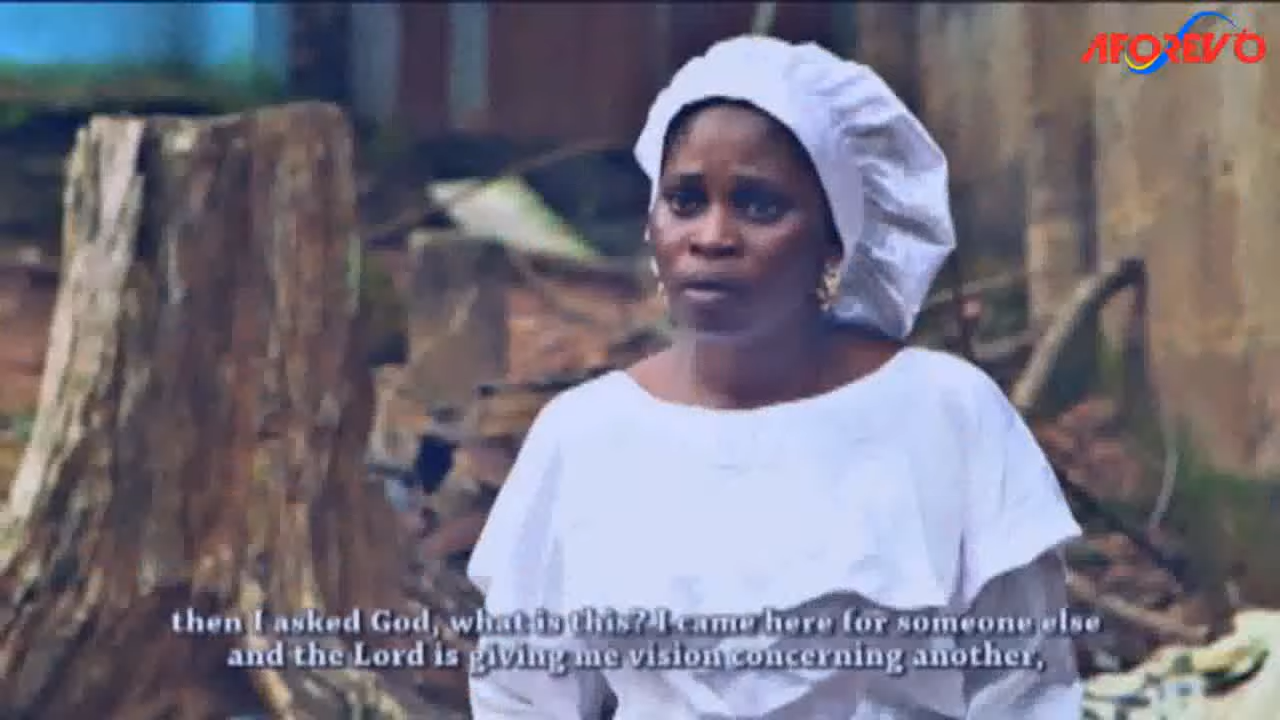 AFOREVO
then I asked God, what is this? I came here for someone else
and the Lord is giving me vision concerning another,